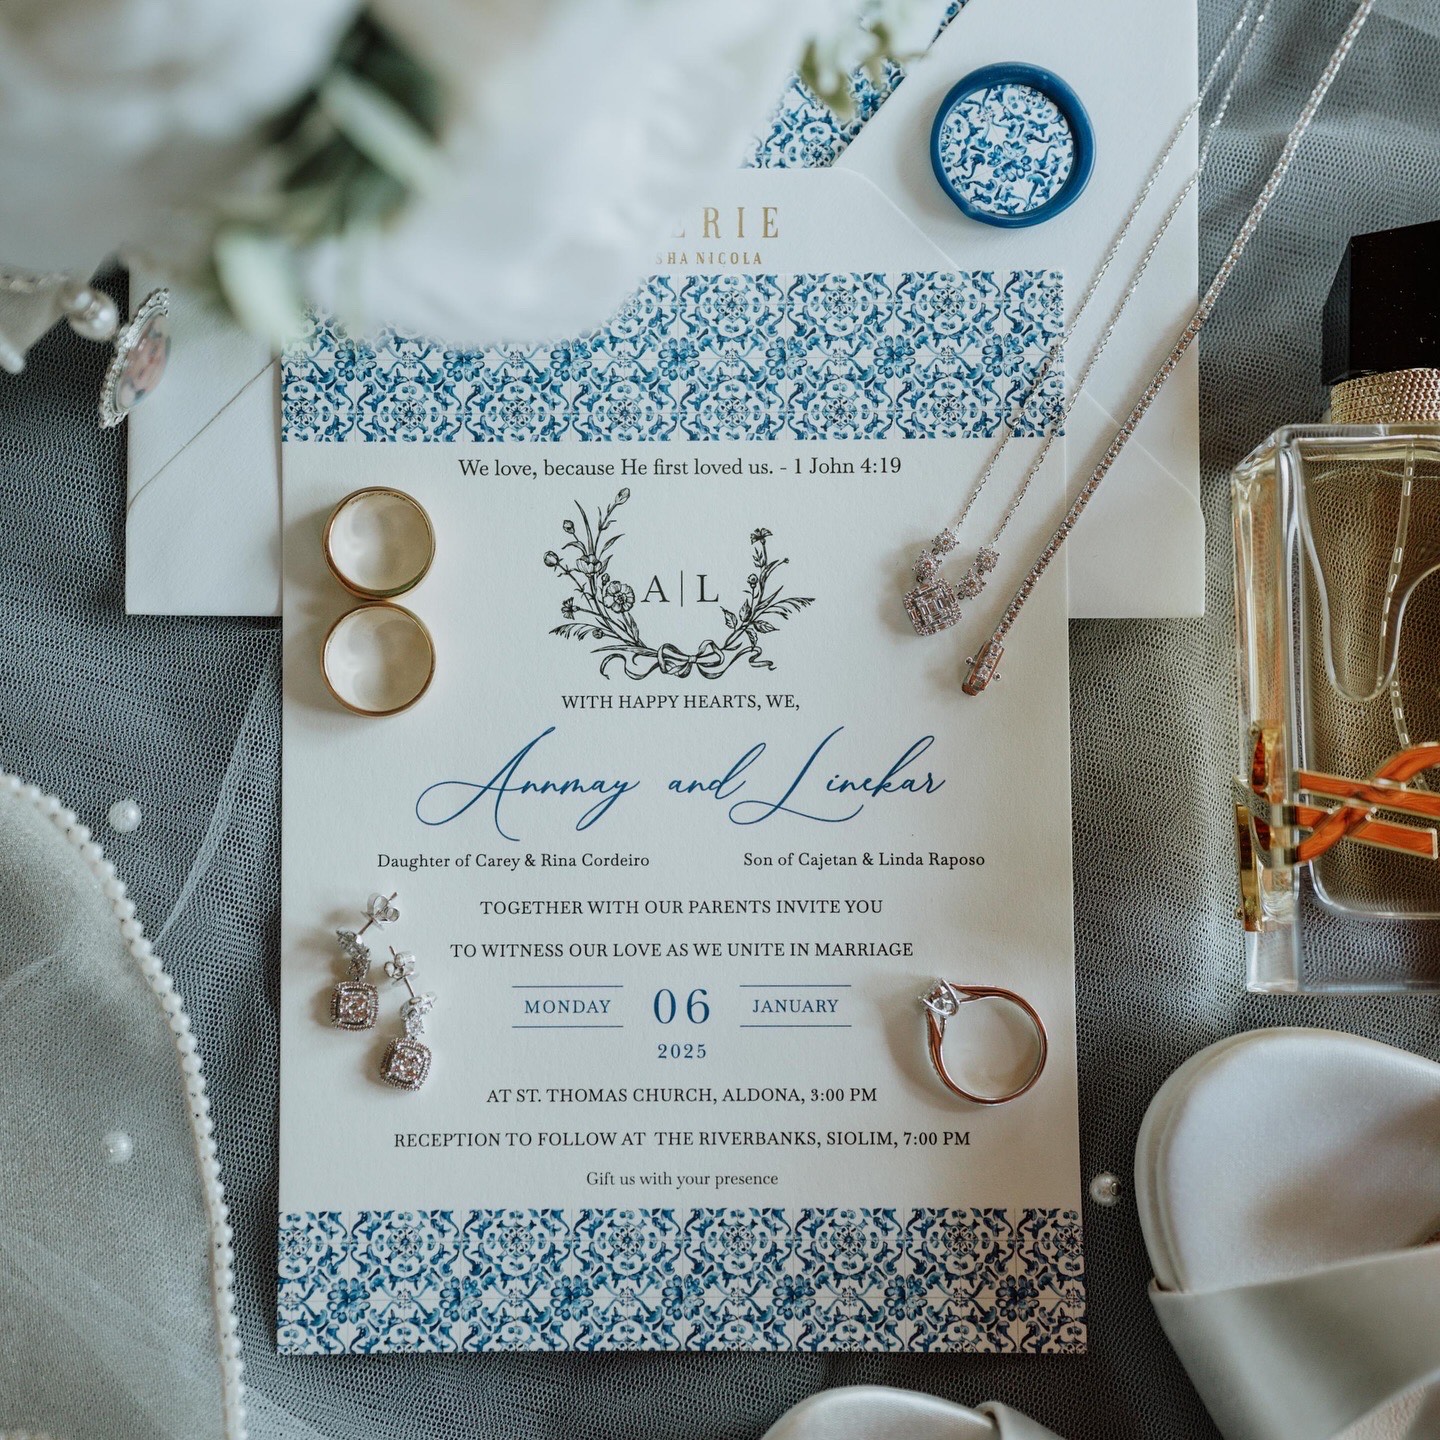 We love, because He first loved us. - 1 John 4:19
A | L
WITH HAPPY HEARTS, WE,
Annmay and Linekar
Daughter of Carey & Rina Cordeiro
Son of Cajetan & Linda Raposo
TOGETHER WITH OUR PARENTS INVITE YOU
TO WITNESS OUR LOVE AS WE UNITE IN MARRIAGE
MONDAY 06 JANUARY
2025
AT ST. THOMAS CHURCH, ALDONA, 3:00 PM
RECEPTION TO FOLLOW AT THE RIVERBANKS, SIOLIM, 7:00 PM
Gift us with your presence